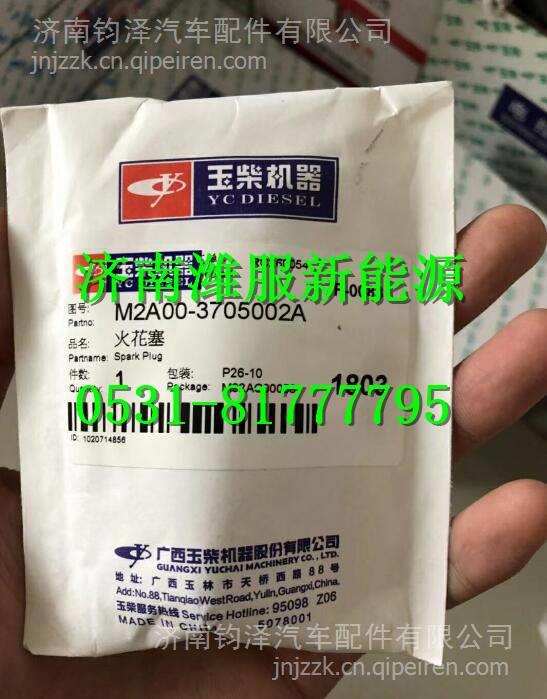 济南钧泽汽车配件有限公司
jnjzzk.cn.qipeiren.com
玉柴机器
YC DIESEL
济南潍服新能源
图号: M2A00-3705002A
Partno:
品名: 火花塞
Partname: Spark Plug
件数: 1 包装: P26-10
Package: 1803
0531-81777795
ID: 1020714856
广西玉柴机器股份有限公司
GUANGXI YUCHAI MACHINERY CO., LTD.
地址: 广西玉林市天桥西路88号
Add:No.88,TianqiaoWestRoad,Yulin,Guangxi,China.
玉柴服务热线 Service Hotline: 95098 Z06
MADE IN CHINA
济南钧泽汽车配件有限公司
jnjzzk.cn.qipeiren.com